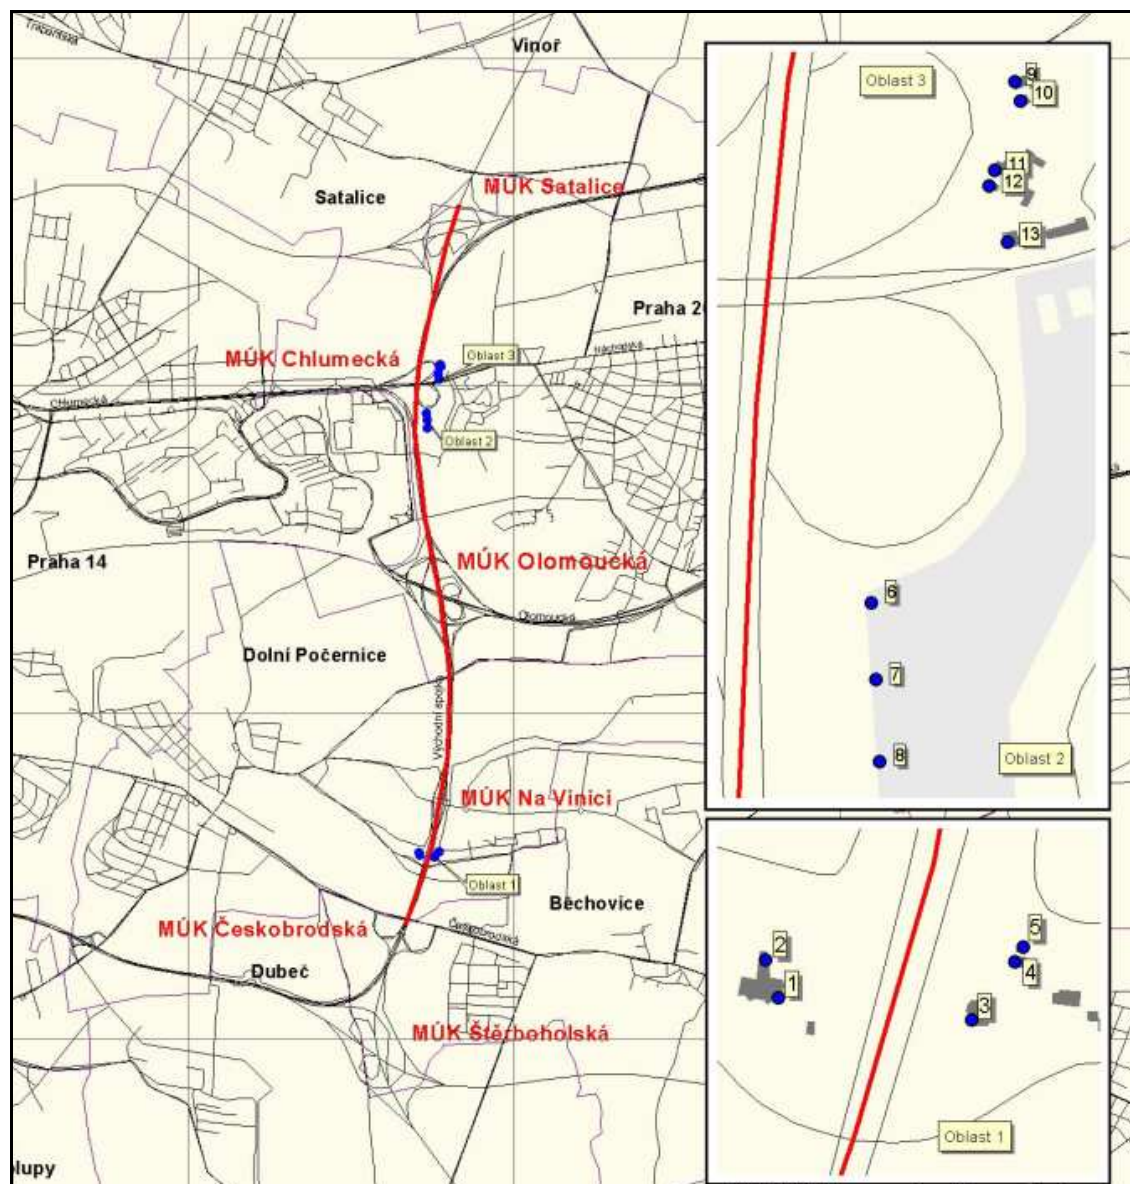 Vinoř
Satalice
MÚK Satalice
Praha 2
MÚK Chlumecká
Oblast 3
Náchodská
Chlumecká
Oblast 2
Praha 14
MÚK Olomoucká
Olomoucká
Dolní Počernice
Východní spojka
MÚK Na Vinici
Oblast 1
Běchovice
MÚK Českobrodská
Českobrodská
Dubeč
MÚK Štěrboholská
lupy
Oblast 3
9
10
11
12
13
6
7
8
Oblast 2
2
1
5
4
3
Oblast 1